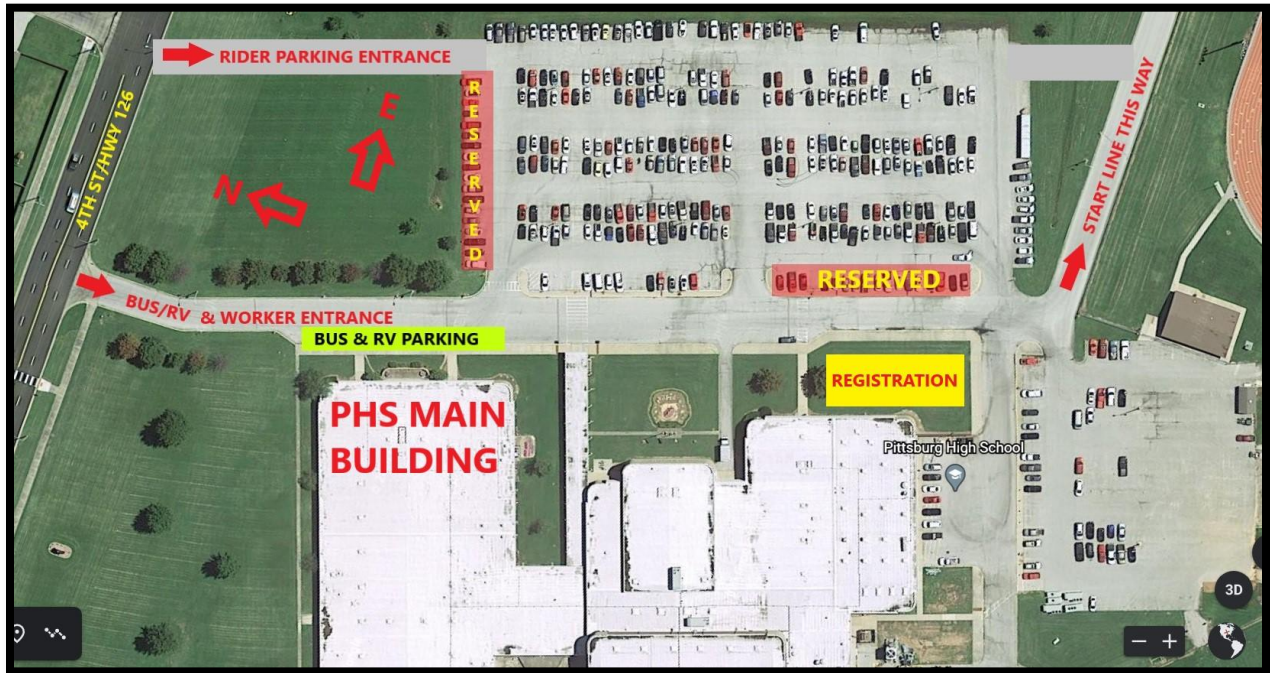 RIDER PARKING ENTRANCE
4TH ST/HWY 126
E
N
RESERVED
START LINE THIS WAY
RESERVED
BUS/RV & WORKER ENTRANCE
BUS & RV PARKING
REGISTRATION
PHS MAIN
BUILDING
Pittsburg High School
3D